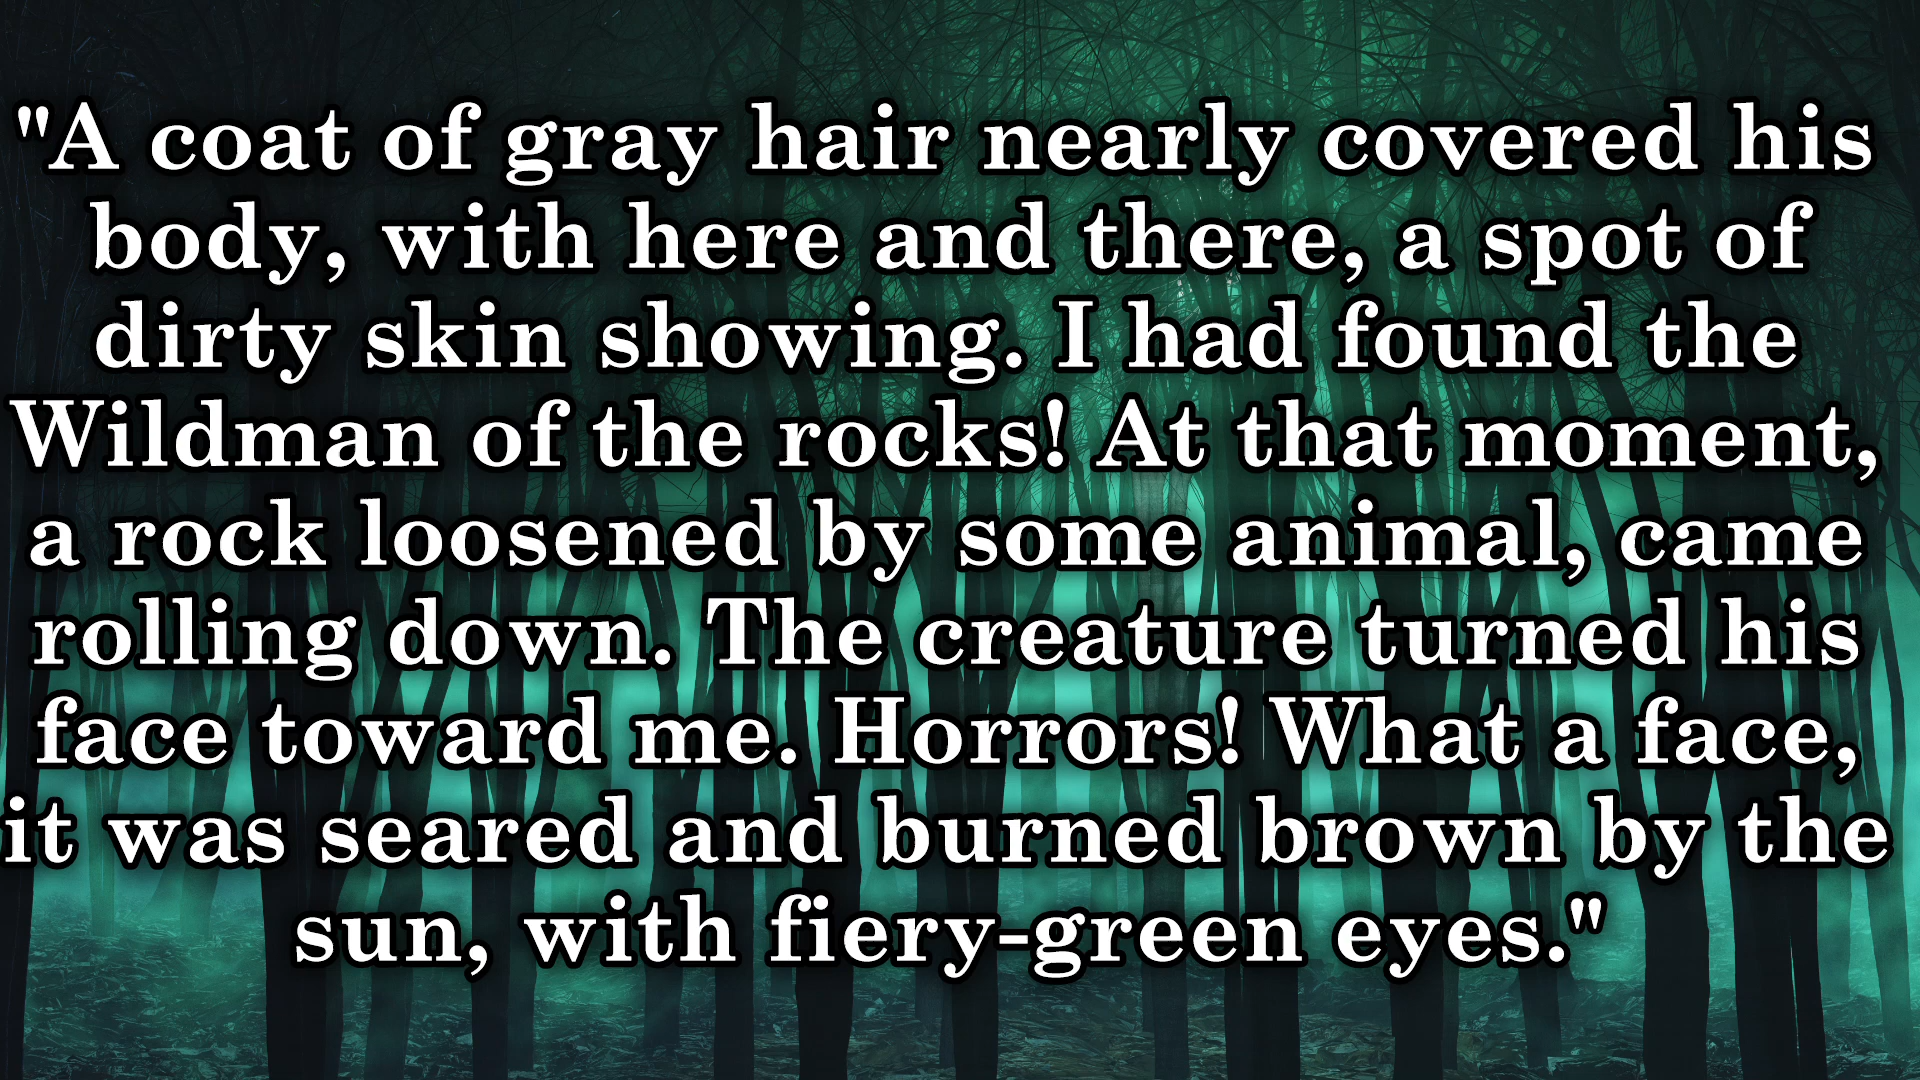 "A coat of gray hair nearly covered his
body, with here and there, a spot of
dirty skin showing. I had found the
Wildman of the rocks! At that moment,
a rock loosened by some animal, came
rolling down. The creature turned his
face toward me. Horrors! What a face,
it was seared and burned brown by the
sun, with fiery-green eyes."